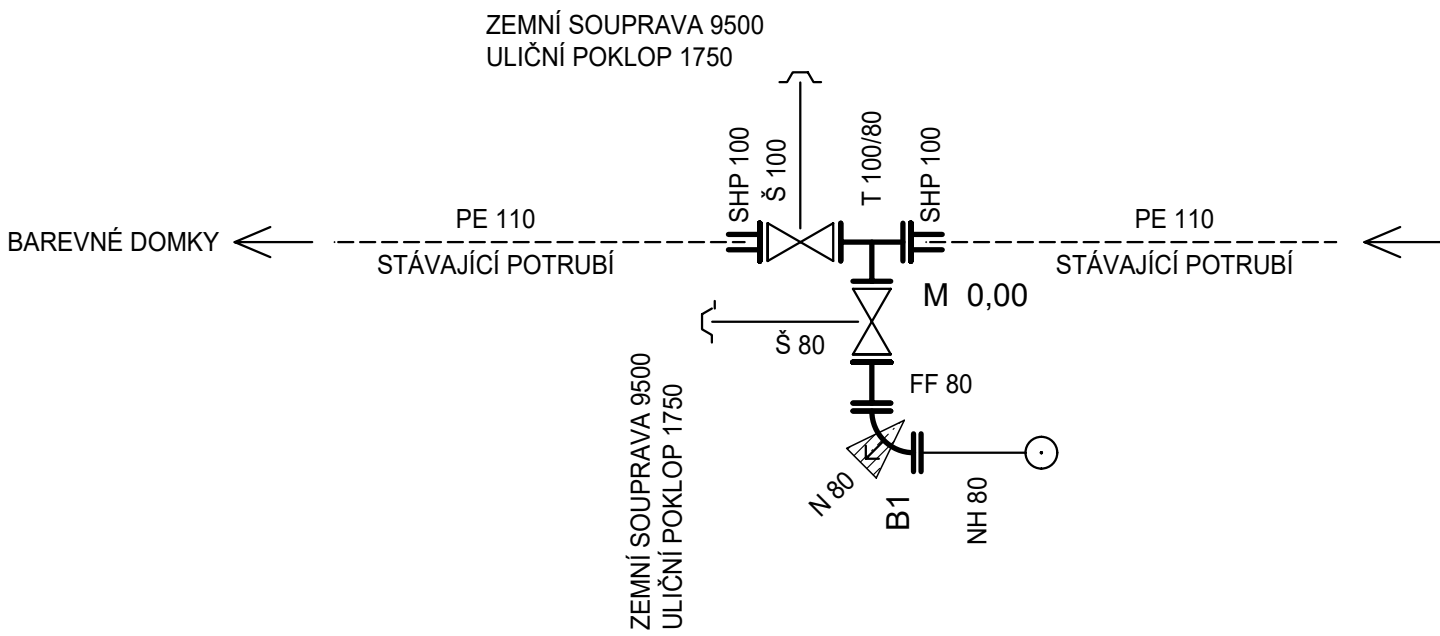 ZEMNÍ SOUPRAVA 9500
ULIČNÍ POKLOP 1750
SHP 100
Š 100
T 100/80
SHP 100
PE 110
PE 110
BAREVNÉ DOMKY
STÁVAJÍCÍ POTRUBÍ
STÁVAJÍCÍ POTRUBÍ
M 0,00
Š 80
ZEMNÍ SOUPRAVA 9500
ULIČNÍ POKLOP 1750
FF 80
N 80
B1
NH 80